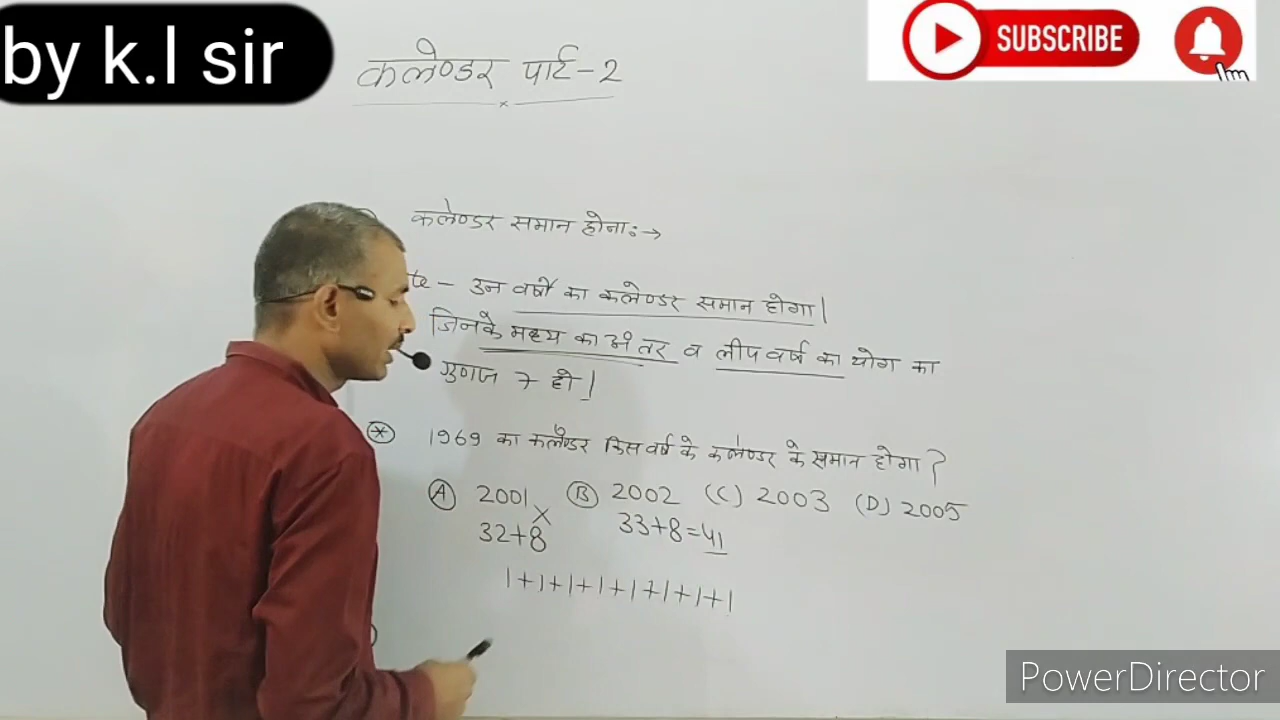 by k.l sir
SUBSCRIBE
कलेण्डर पार्ट-2
कलेण्डर समान होना:→
te - उन वर्षो का कलेण्डर समान होगा।
जिनके मध्य का अंतर व लीप वर्ष का योग का
गुणज 7 हो।
* 1969 का कलैण्डर किस वर्ष के कलेण्डर के समान होगा?
(A) 2001 (B) 2002 (C) 2003 (D) 2005
32+8 33+8=41
1+1+1+1+1+1+1+1
PowerDirector